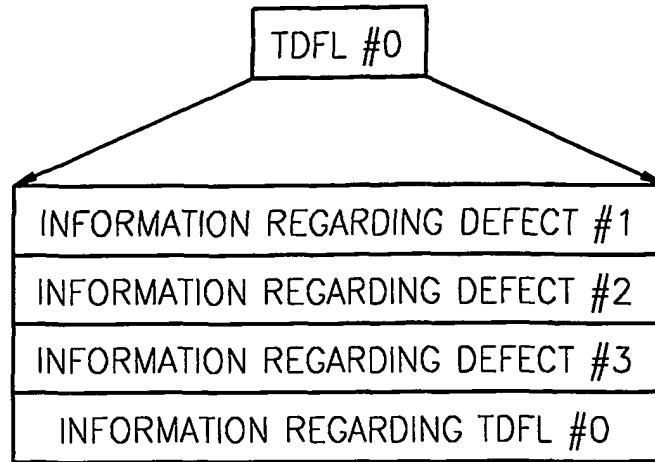 TDFL #0
INFORMATION REGARDING DEFECT #1
INFORMATION REGARDING DEFECT #2
INFORMATION REGARDING DEFECT #3
INFORMATION REGARDING TDFL #0